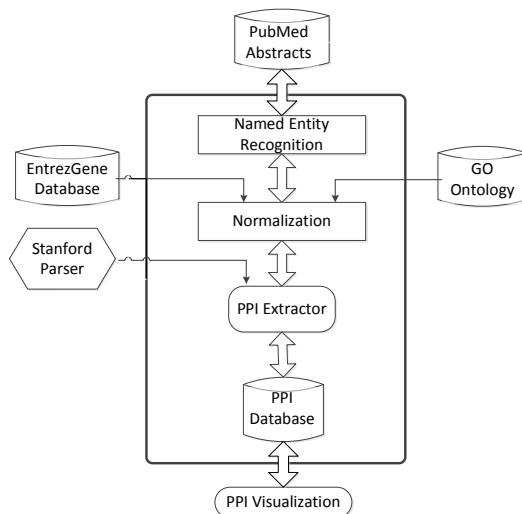 PubMed
Abstracts
Named Entity
Recognition
EntrezGene
Database
GO
Ontology
Normalization
Stanford
Parser
PPI Extractor
PPI
Database
PPI Visualization